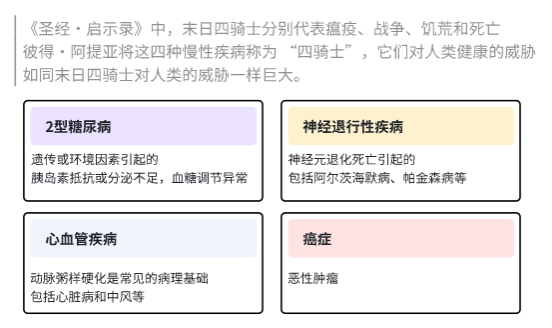 《圣经·启示录》中，末日四骑士分别代表瘟疫、战争、饥荒和死亡
彼得·阿提亚将这四种慢性疾病称为 “四骑士”，它们对人类健康的威胁
如同末日四骑士对人类的威胁一样巨大。
2型糖尿病
遗传或环境因素引起的
胰岛素抵抗或分泌不足，血糖调节异常
神经退行性疾病
神经元退化死亡引起的
包括阿尔茨海默病、帕金森病等
心血管疾病
动脉粥样硬化是常见的病理基础
包括心脏病和中风等
癌症
恶性肿瘤